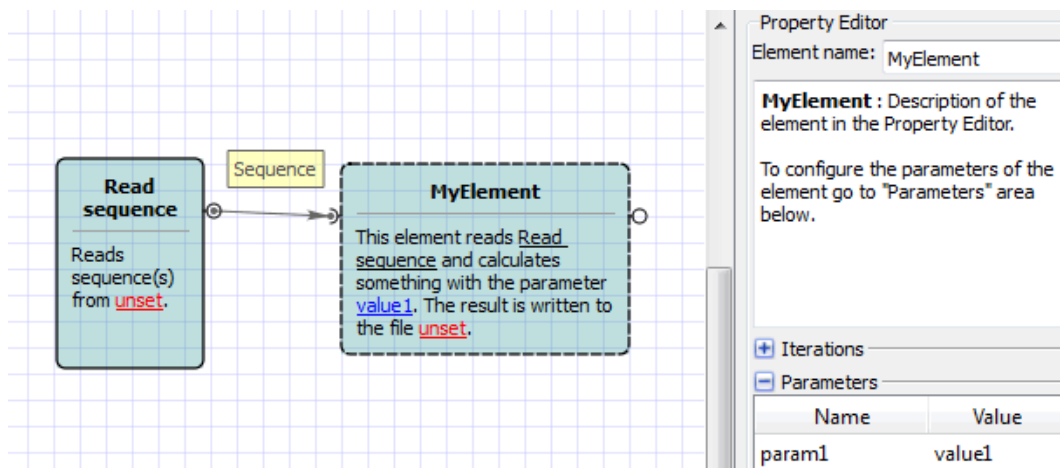 Sequence
Read
sequence
Reads
sequence(s)
from unset.
MyElement
This element reads Read
sequence and calculates
something with the parameter
value1. The result is written to
the file unset.
Property Editor
Element name: MyElement
MyElement : Description of the
element in the Property Editor.
To configure the parameters of the
element go to "Parameters" area
below.
Iterations
Parameters
Name Value
param1 value1